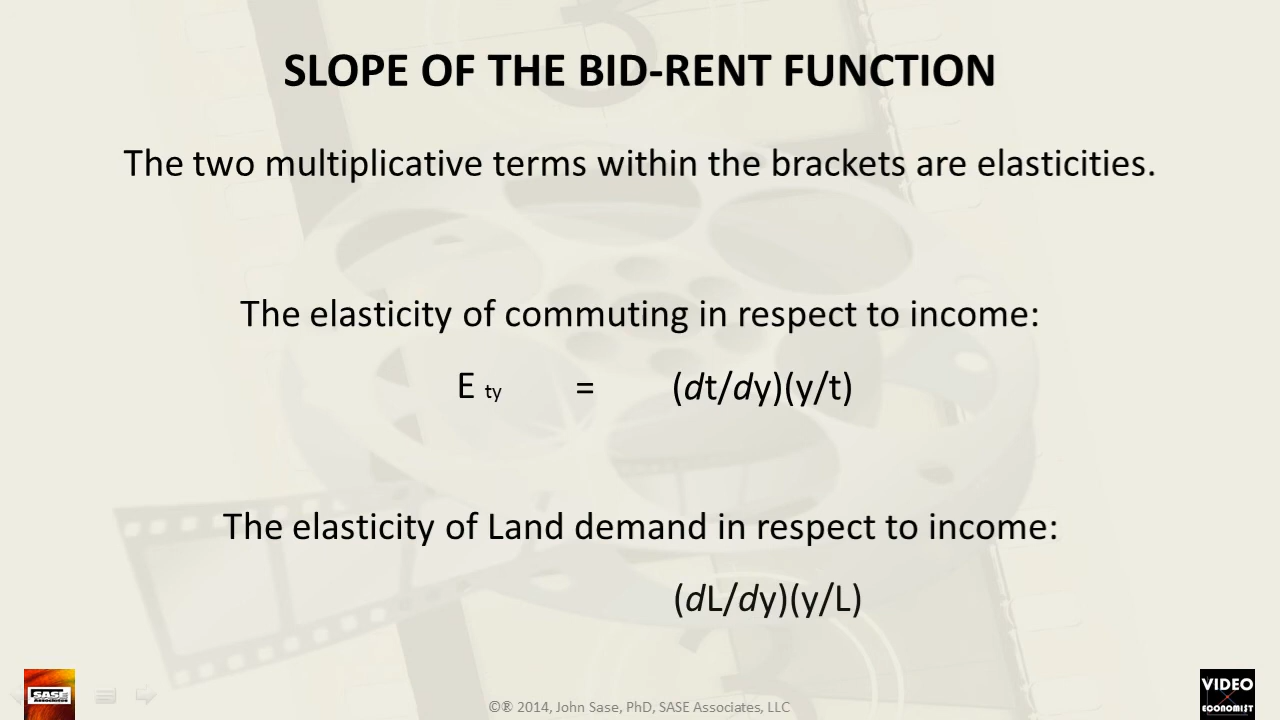 SLOPE OF THE BID-RENT FUNCTION
The two multiplicative terms within the brackets are elasticities.
The elasticity of commuting in respect to income:
E ty = (dt/dy)(y/t)
The elasticity of Land demand in respect to income:
(dL/dy)(y/L)
SASE
Associates
©® 2014, John Sase, PhD, SASE Associates, LLC
VIDEO
ECONOMIST